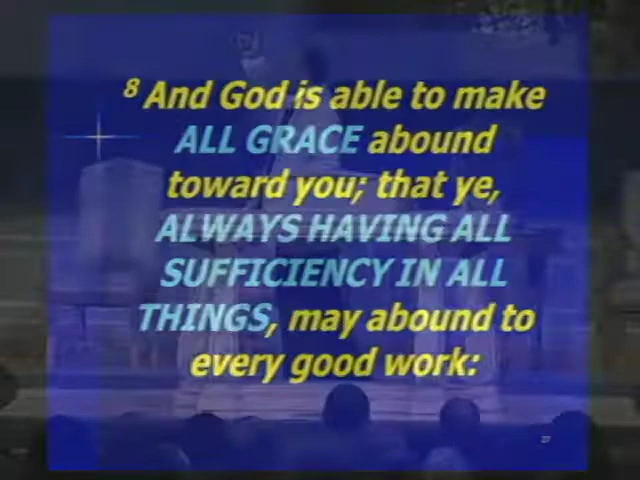 8 And God is able to make
ALL GRACE abound
toward you; that ye,
ALWAYS HAVING ALL
SUFFICIENCY IN ALL
THINGS, may abound to
every good work:
27